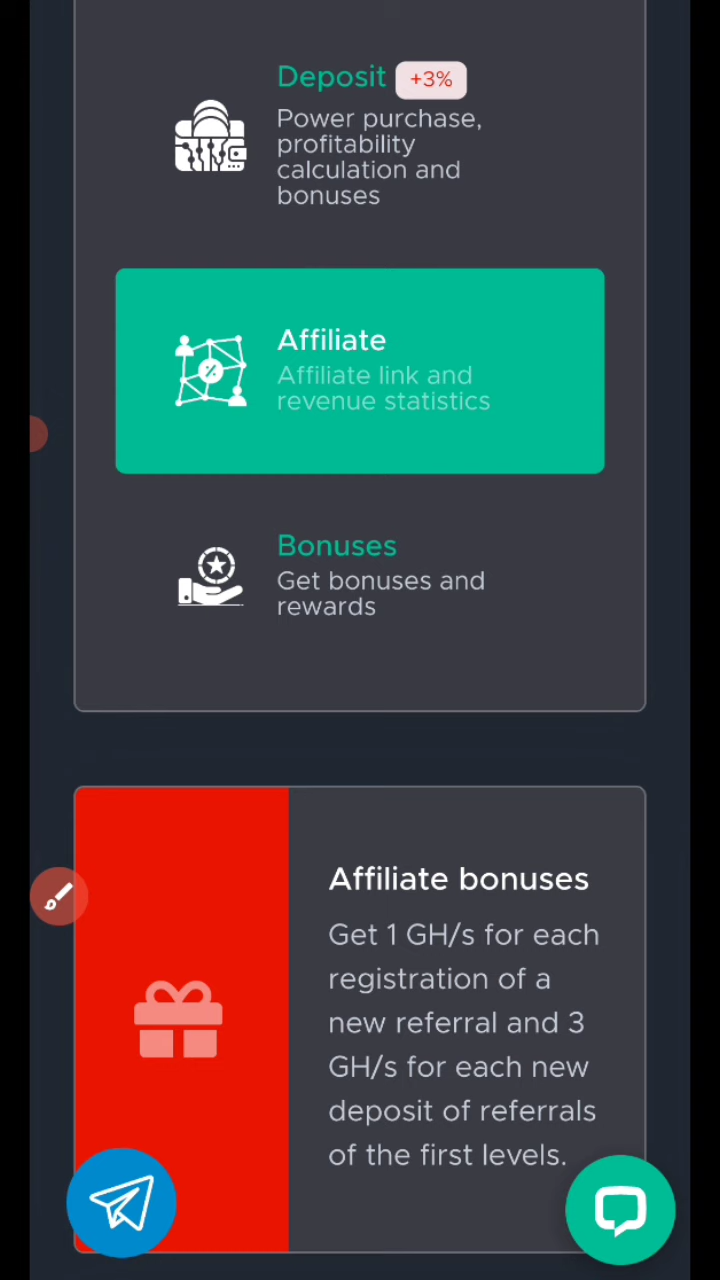 Deposit +3%
Power purchase,
profitability
calculation and
bonuses
Affiliate
Affiliate link and
revenue statistics
Bonuses
Get bonuses and
rewards
Affiliate bonuses
Get 1 GH/s for each
registration of a
new referral and 3
GH/s for each new
deposit of referrals
of the first levels.